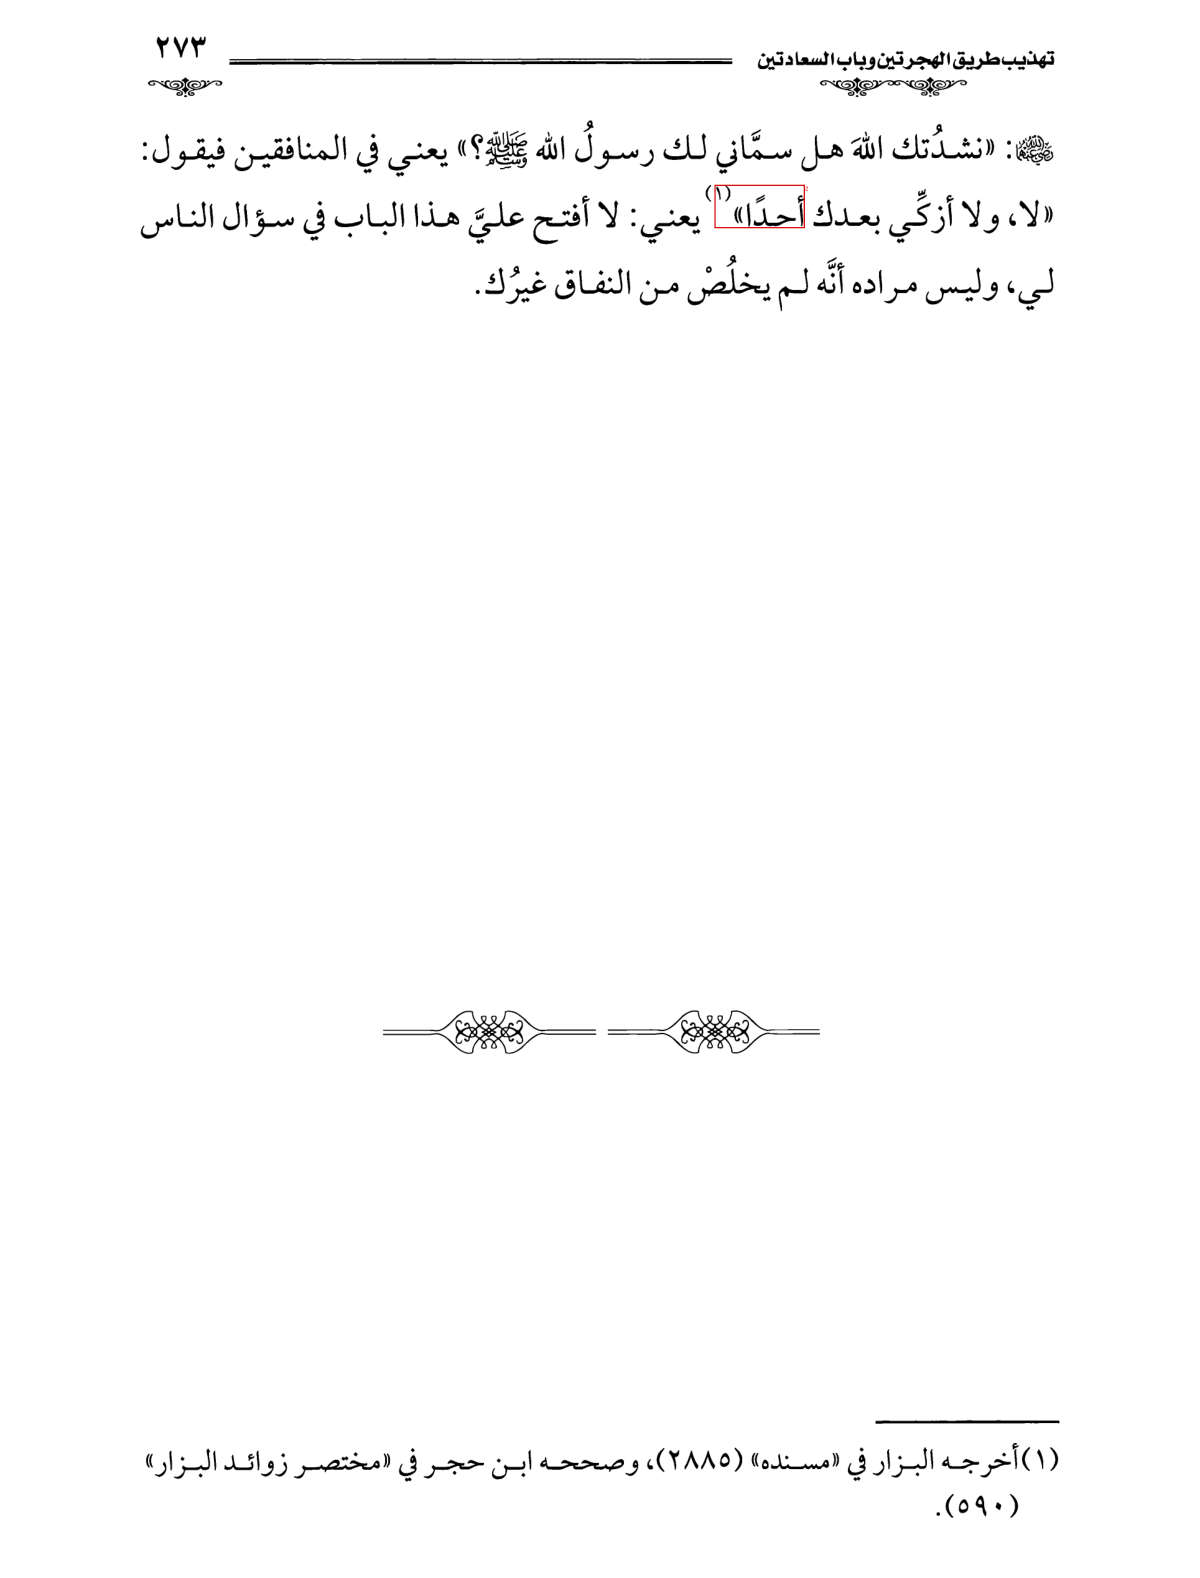 تهذيب طريق الهجرتين وباب السعادتين ٢٧٣
رضي الله عنهما: «نشدُتك اللهَ هل سمَّاني لك رسولُ الله ﷺ؟» يعني في المنافقين فيقول:
«لا، ولا أزكِّي بعدك أحدًا»(١) يعني: لا أفتح عليَّ هذا الباب في سؤال الناس
لي، وليس مراده أنَّه لم يخلُصْ من النفاق غيرُك.
(١) أخرجه البزار في «مسنده» (٢٨٨٥)، وصححه ابن حجر في «مختصر زوائد البزار»
(٥٩٠).